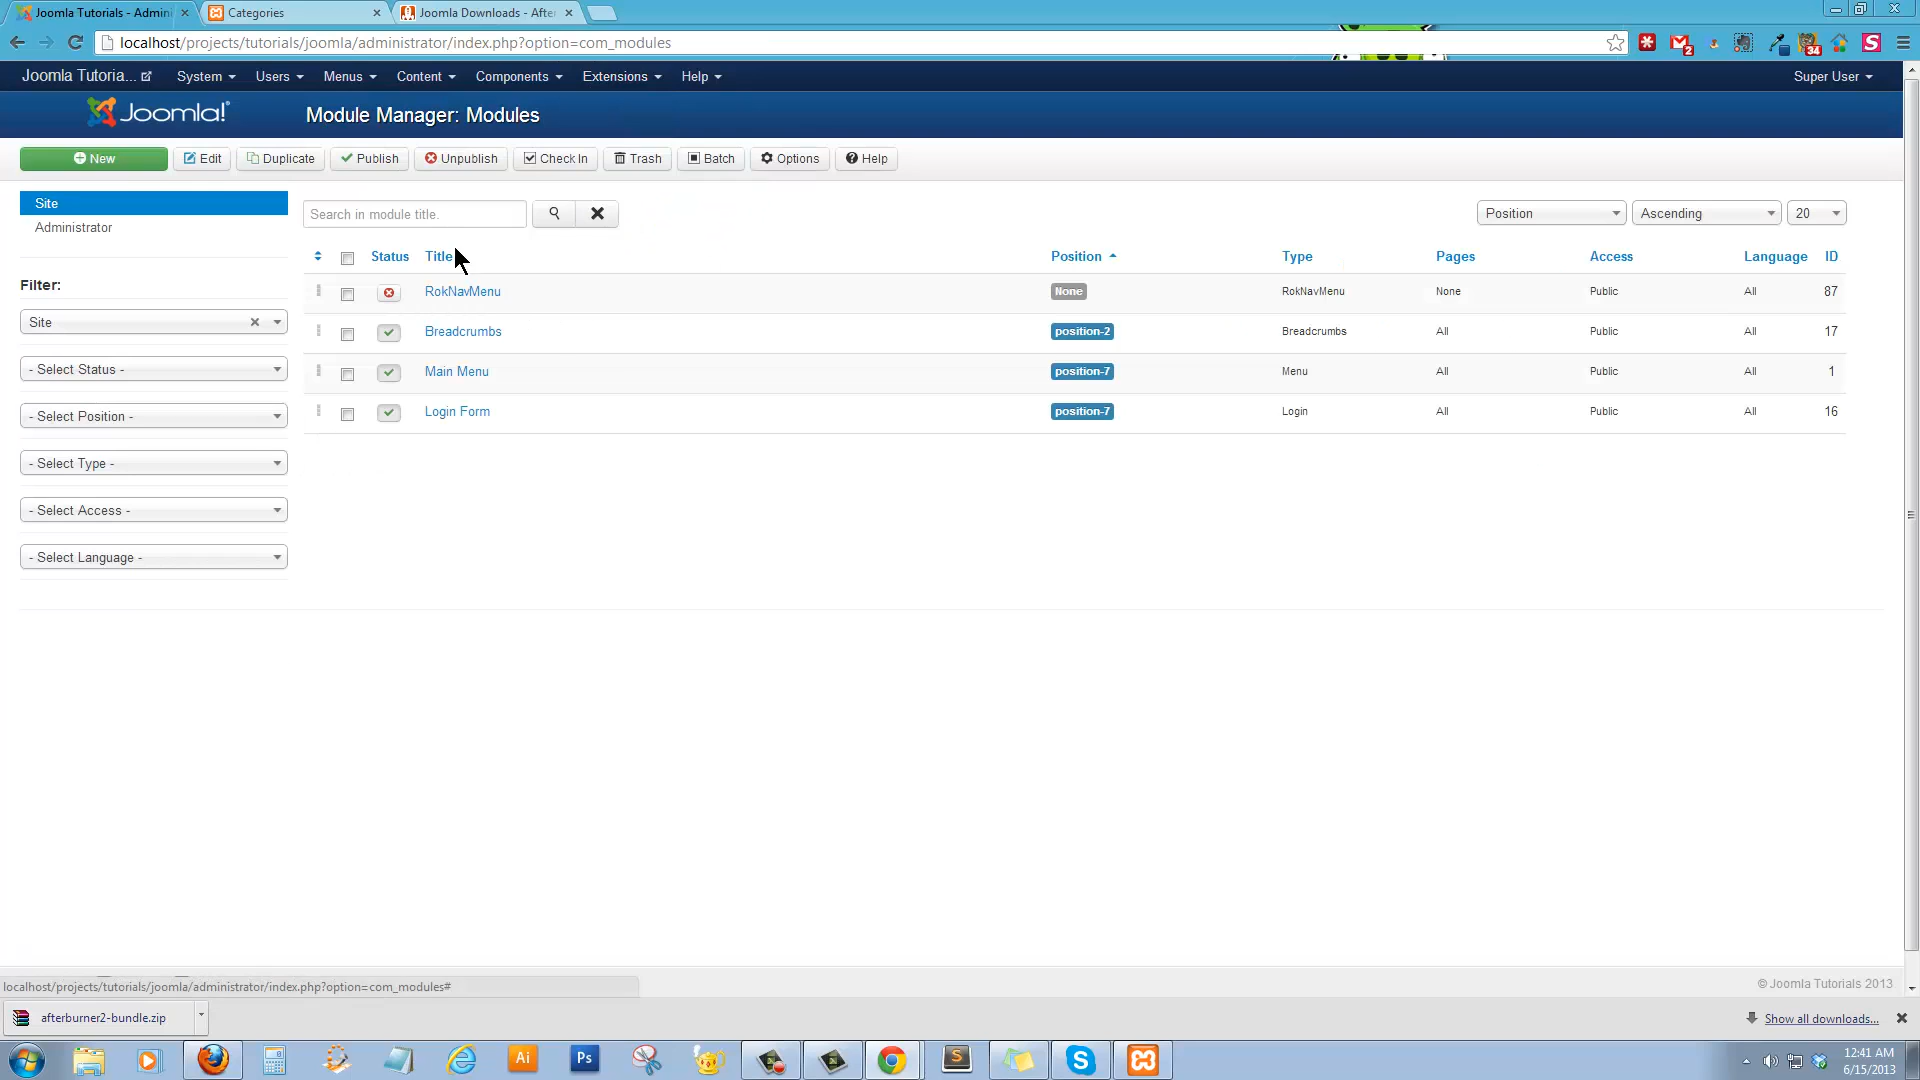 Joomla Tutorials - Admini
Categories
Joomla Downloads - After
localhost/projects/tutorials/joomla/administrator/index.php?option=com_modules
2
34
S
Joomla Tutoria...
System
Users
Menus
Content
Components
Extensions
Help
Super User
Joomla!®
Module Manager: Modules
New
Edit
Duplicate
Publish
Unpublish
Check In
Trash
Batch
Options
Help
Site
Administrator
Search in module title.
Position
Ascending
20
Status
Title
Position
Type
Pages
Access
Language
ID
RokNavMenu
None
RokNavMenu
None
Public
All
87
Breadcrumbs
position-2
Breadcrumbs
All
Public
All
17
Main Menu
position-7
Menu
All
Public
All
1
Login Form
position-7
Login
All
Public
All
16
Filter:
Site
- Select Status -
- Select Position -
- Select Type -
- Select Access -
- Select Language -
© Joomla Tutorials 2013
localhost/projects/tutorials/joomla/administrator/index.php?option=com_modules#
afterburner2-bundle.zip
Show all downloads...
Ai
Ps
S
12:41 AM
6/15/2013